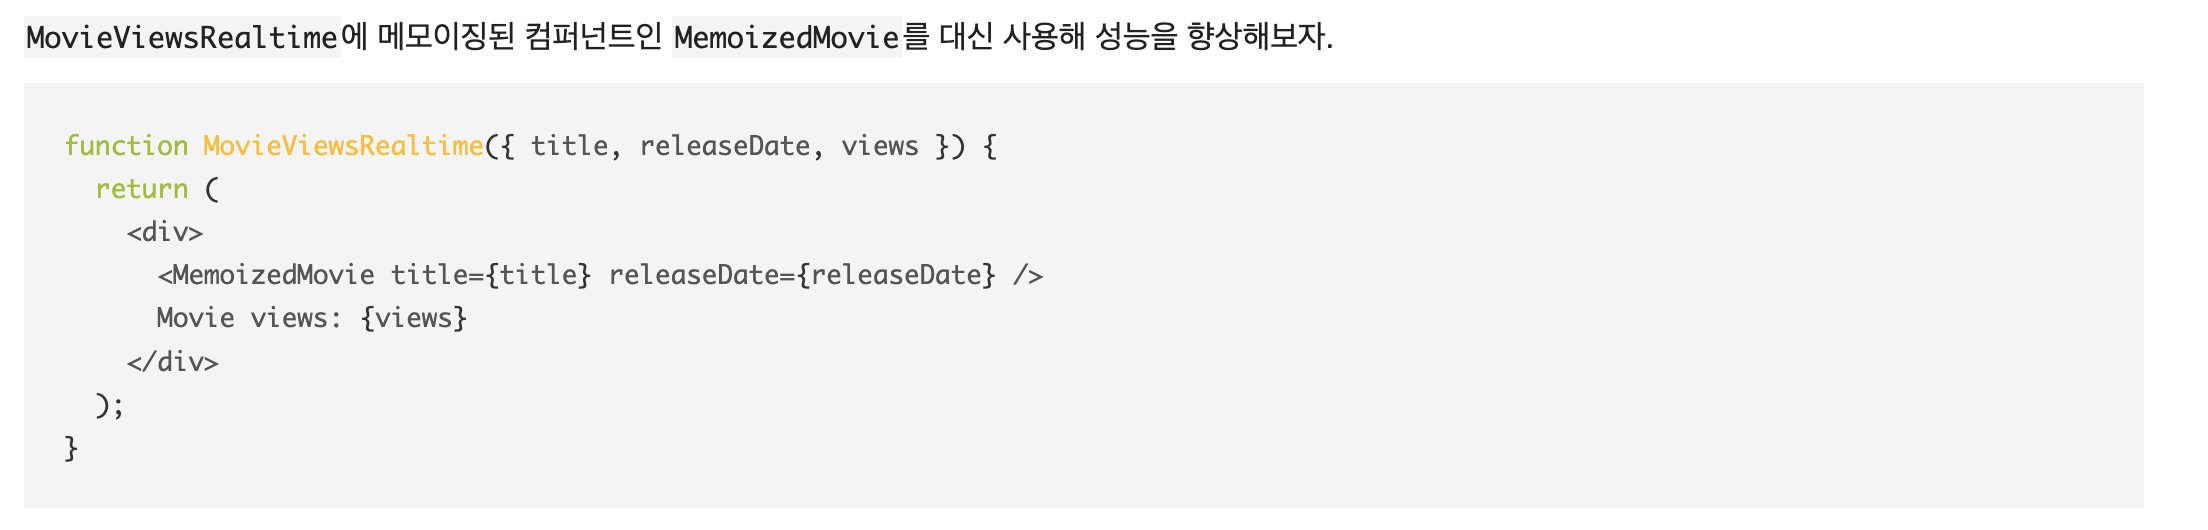 MovieViewsRealtime에 메모이징된 컴퍼넌트인 MemoizedMovie를 대신 사용해 성능을 향상해보자.
function MovieViewsRealtime({ title, releaseDate, views }) {
  return (
    <div>
      <MemoizedMovie title={title} releaseDate={releaseDate} />
      Movie views: {views}
    </div>
  );
}